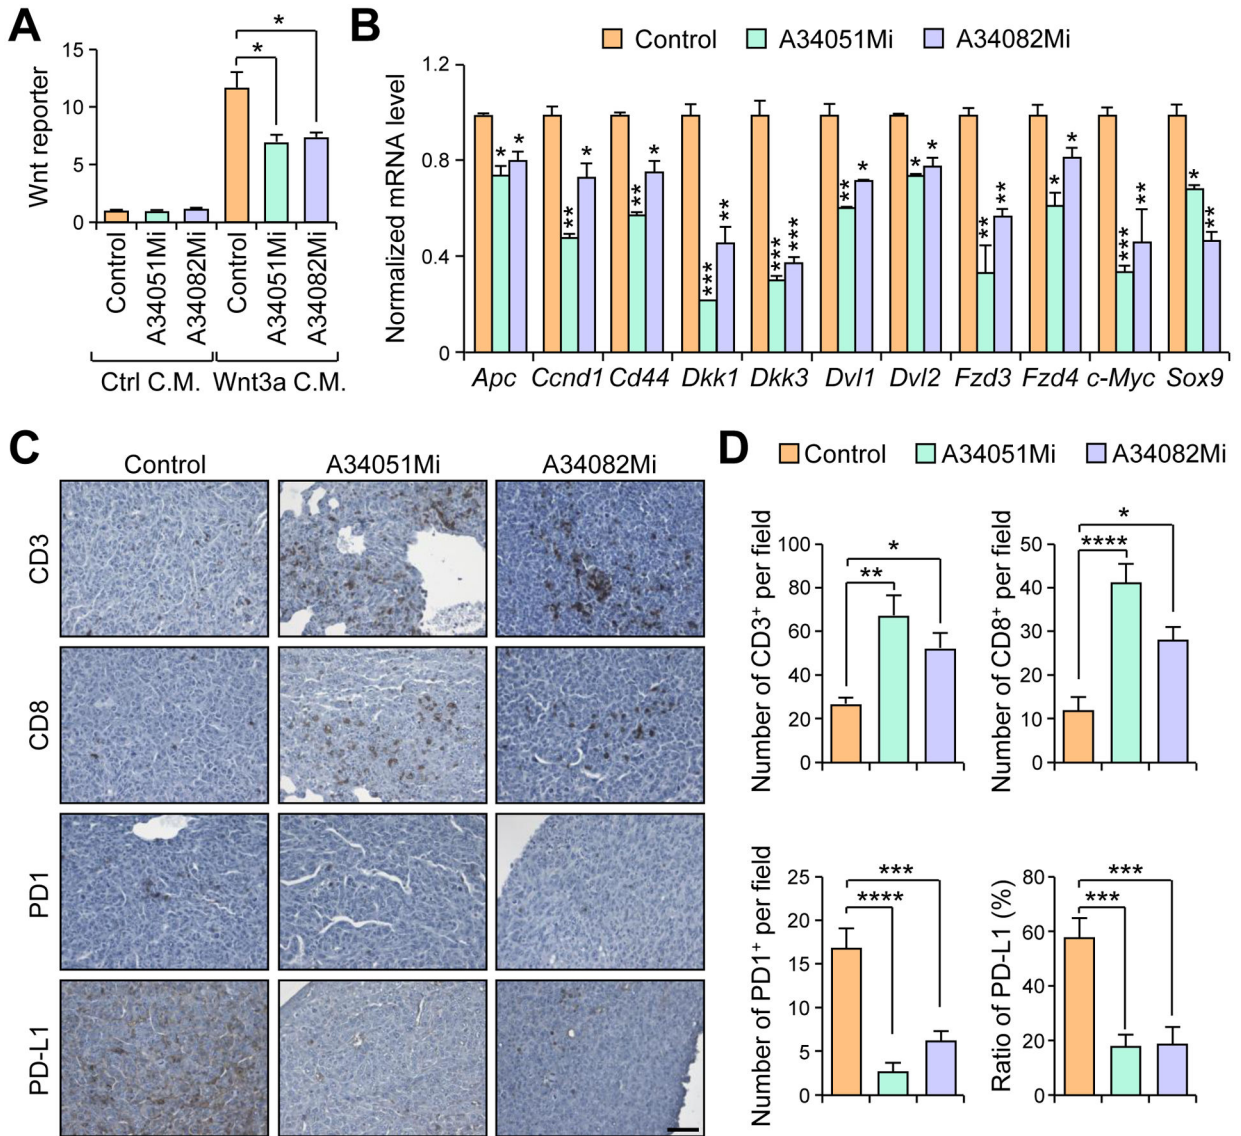 A
Wnt reporter
15
10
5
0
*
*
Control
A34051Mi
A34082Mi
Control
A34051Mi
A34082Mi
Ctrl C.M.
Wnt3a C.M.
B
Control
A34051Mi
A34082Mi
Normalized mRNA level
1.2
0.8
0.4
0
* *
** *
** *
*** **
*** ***
** *
* *
** **
* *
*** **
* **
Apc
Ccnd1
Cd44
Dkk1
Dkk3
Dvl1
Dvl2
Fzd3
Fzd4
c-Myc
Sox9
C
Control
A34051Mi
A34082Mi
CD3
CD8
PD1
PD-L1
D
Control
A34051Mi
A34082Mi
Number of CD3⁺ per field
100
80
60
40
20
0
*
**
Number of CD8⁺ per field
50
40
30
20
10
0
*
****
Number of PD1⁺ per field
25
20
15
10
5
0
***
****
Ratio of PD-L1 (%)
80
60
40
20
0
***
***